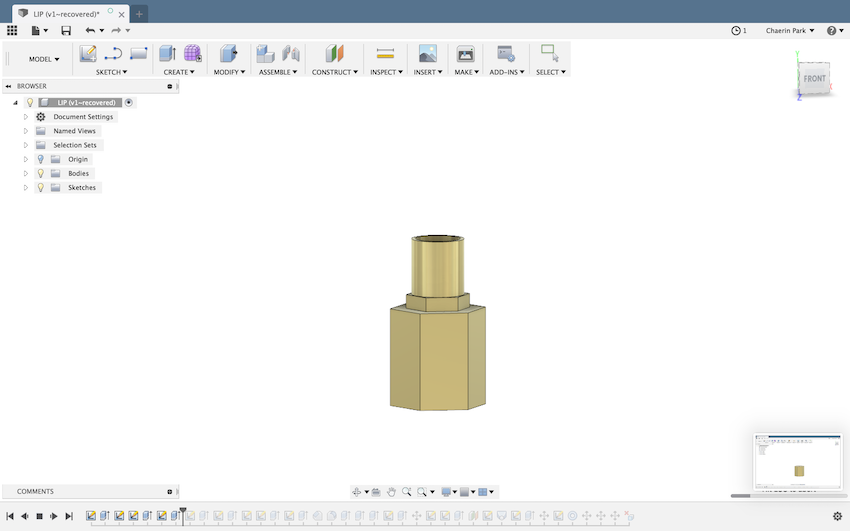 LIP (v1~recovered)*
1
Chaerin Park
MODEL
SKETCH
CREATE
MODIFY
ASSEMBLE
CONSTRUCT
INSPECT
INSERT
MAKE
ADD-INS
SELECT
BROWSER
LIP (v1~recovered)
Document Settings
Named Views
Selection Sets
Origin
Bodies
Sketches
Y
FRONT
X
Z
COMMENTS